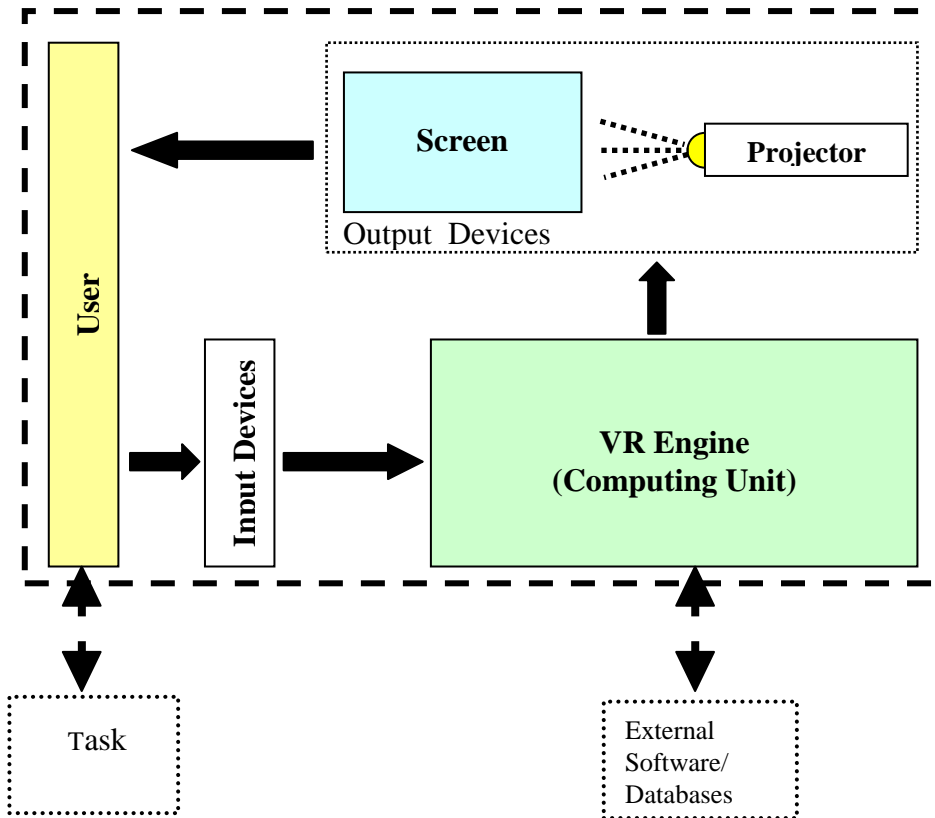 Screen
Projector
Output Devices
User
Input Devices
VR Engine
(Computing Unit)
Task
External
Software/
Databases